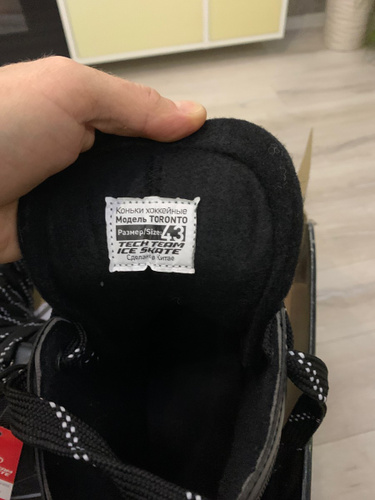 Коньки хоккейные
Модель TORONTO
Размер/Size: 43
TECH TEAM
ICE SKATE
Сделано в Китае